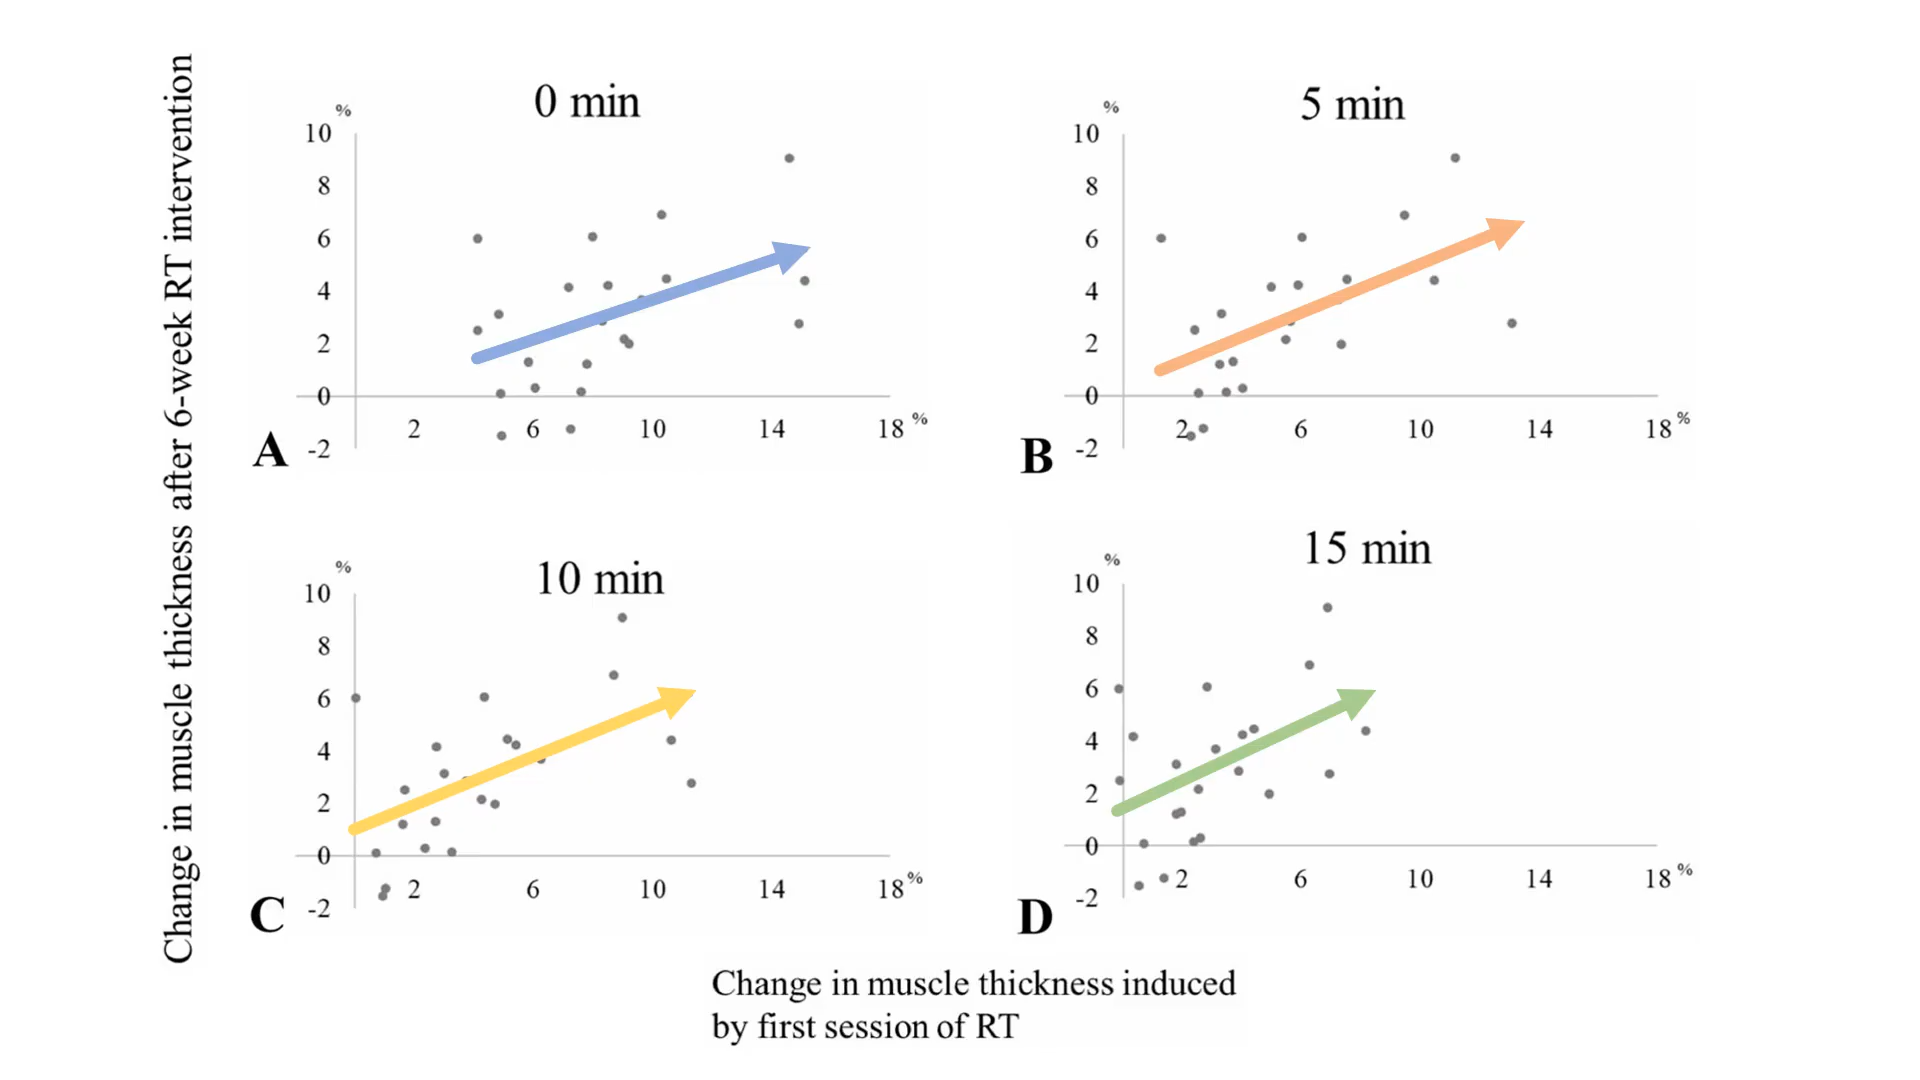 Change in muscle thickness after 6-week RT intervention
0 min
%
10
8
6
4
2
0
-2
2 6 10 14 18 %
A
5 min
%
10
8
6
4
2
0
-2
2 6 10 14 18 %
B
10 min
%
10
8
6
4
2
0
-2
2 6 10 14 18 %
C
15 min
%
10
8
6
4
2
0
-2
2 6 10 14 18 %
D
Change in muscle thickness induced
by first session of RT